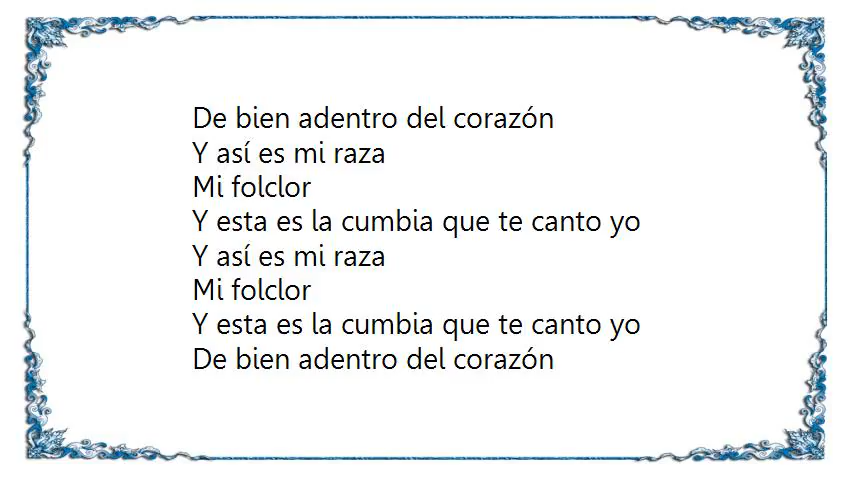 De bien adentro del corazón
Y así es mi raza
Mi folclor
Y esta es la cumbia que te canto yo
Y así es mi raza
Mi folclor
Y esta es la cumbia que te canto yo
De bien adentro del corazón